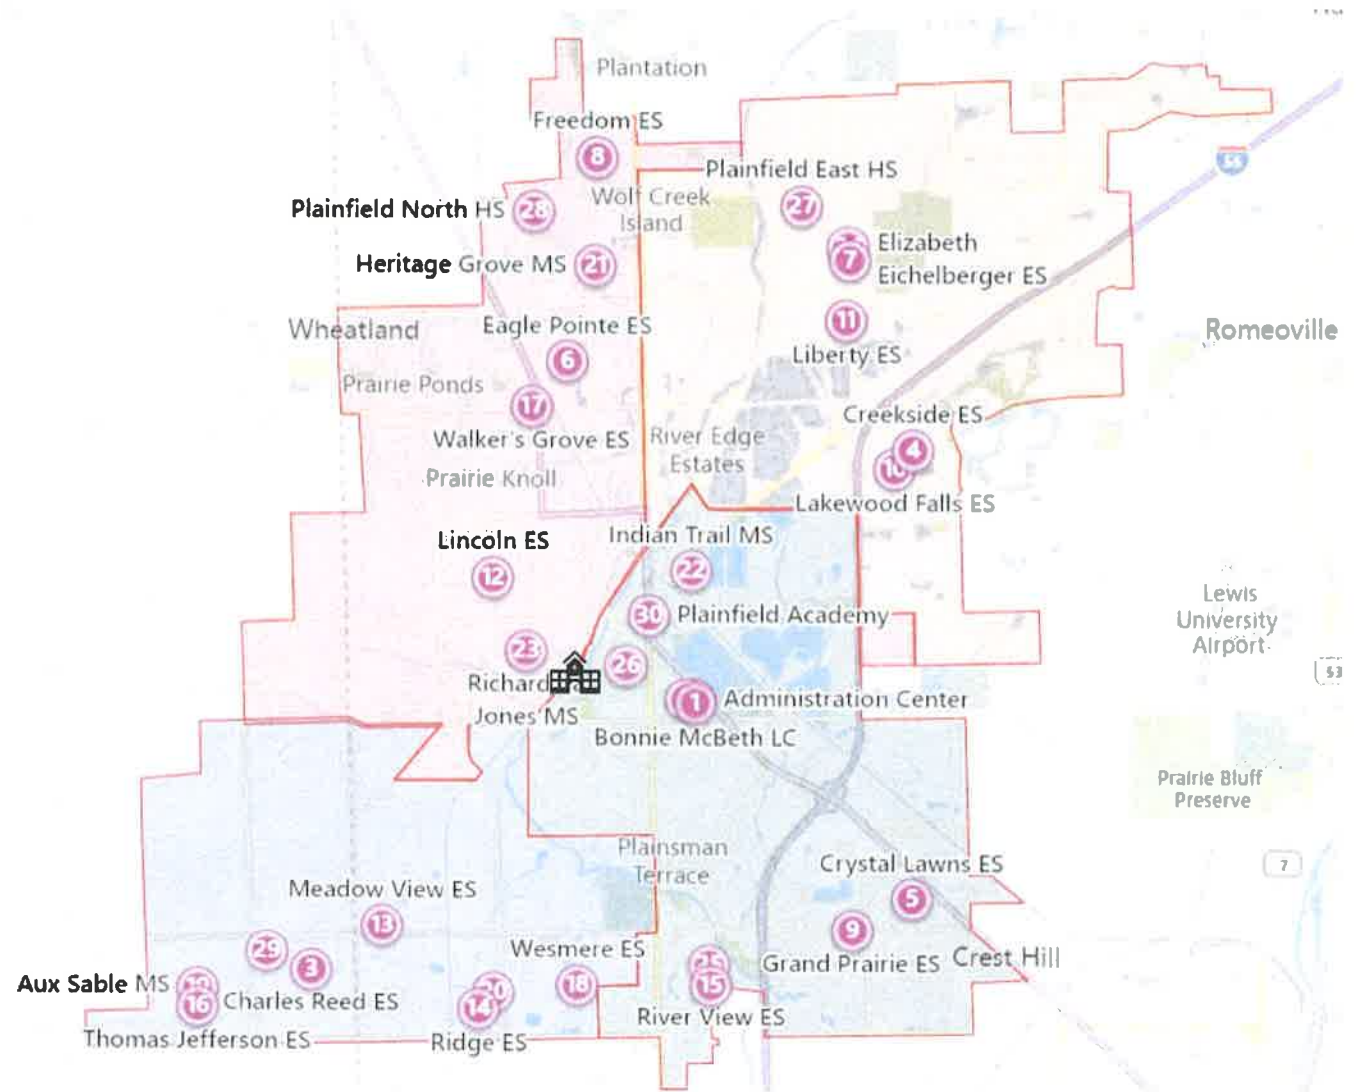 Plantation
Freedom ES
8
Plainfield East HS
55
Plainfield North HS
28
Wolf Creek
Island
27
Heritage Grove MS
21
Elizabeth
7
Eichelberger ES
Wheatland
Eagle Pointe ES
11
Romeoville
6
Liberty ES
Prairie Ponds
17
Creekside ES
Walker's Grove ES
River Edge
Estates
4
Prairie Knoll
Lakewood Falls ES
Lincoln ES
Indian Trail MS
12
22
Lewis
University
Airport
30
Plainfield Academy
23
26
53
Richard
Jones MS
1
Administration Center
Bonnie McBeth LC
Prairie Bluff
Preserve
Plainsman
Terrace
Crystal Lawns ES
7
Meadow View ES
5
13
9
29
Wesmere ES
Grand Prairie ES
Crest Hill
3
Aux Sable MS
16
Charles Reed ES
14
18
15
River View ES
Thomas Jefferson ES
Ridge ES